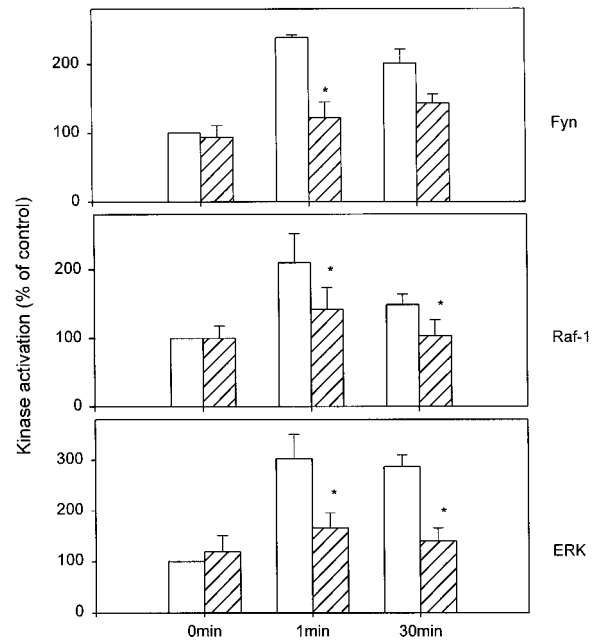 Kinase activation (% of control)
200
*
100
0
Fyn
200
*
*
100
0
Raf-1
300
*
200
*
100
0
ERK
0min
1min
30min